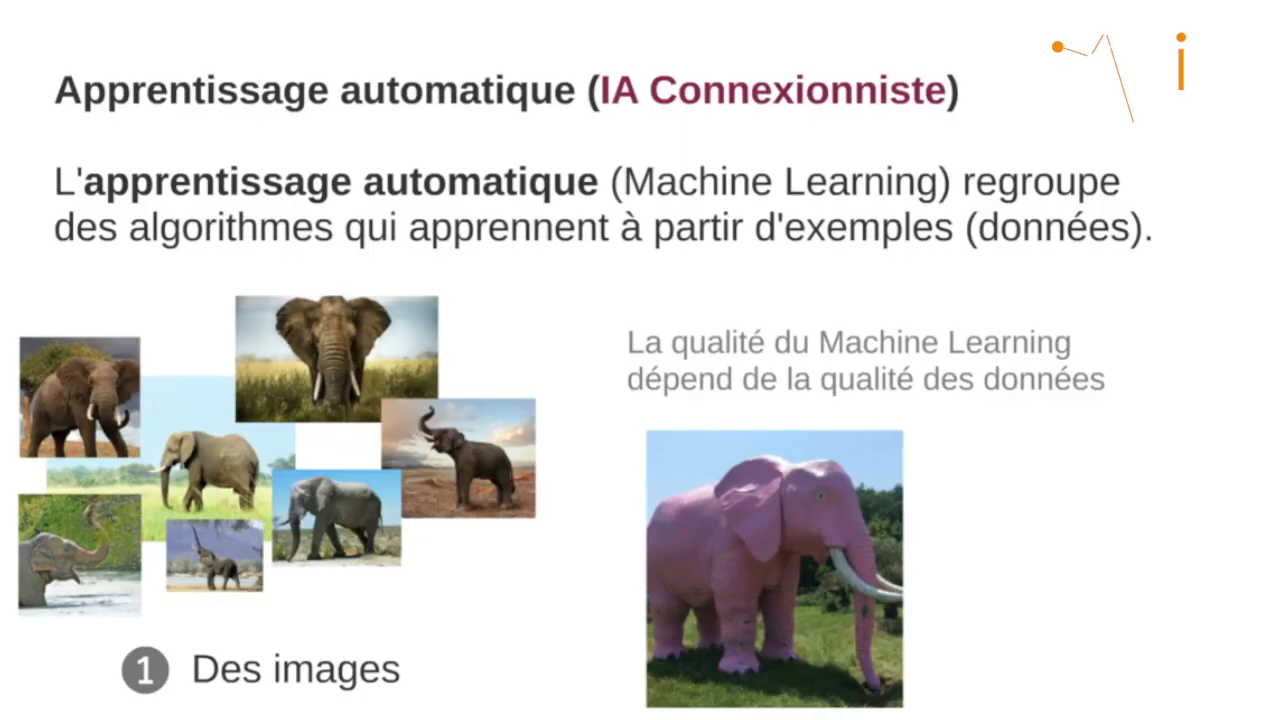 Apprentissage automatique (IA Connexionniste)
L'apprentissage automatique (Machine Learning) regroupe
des algorithmes qui apprennent à partir d'exemples (données).
La qualité du Machine Learning
dépend de la qualité des données
1 Des images